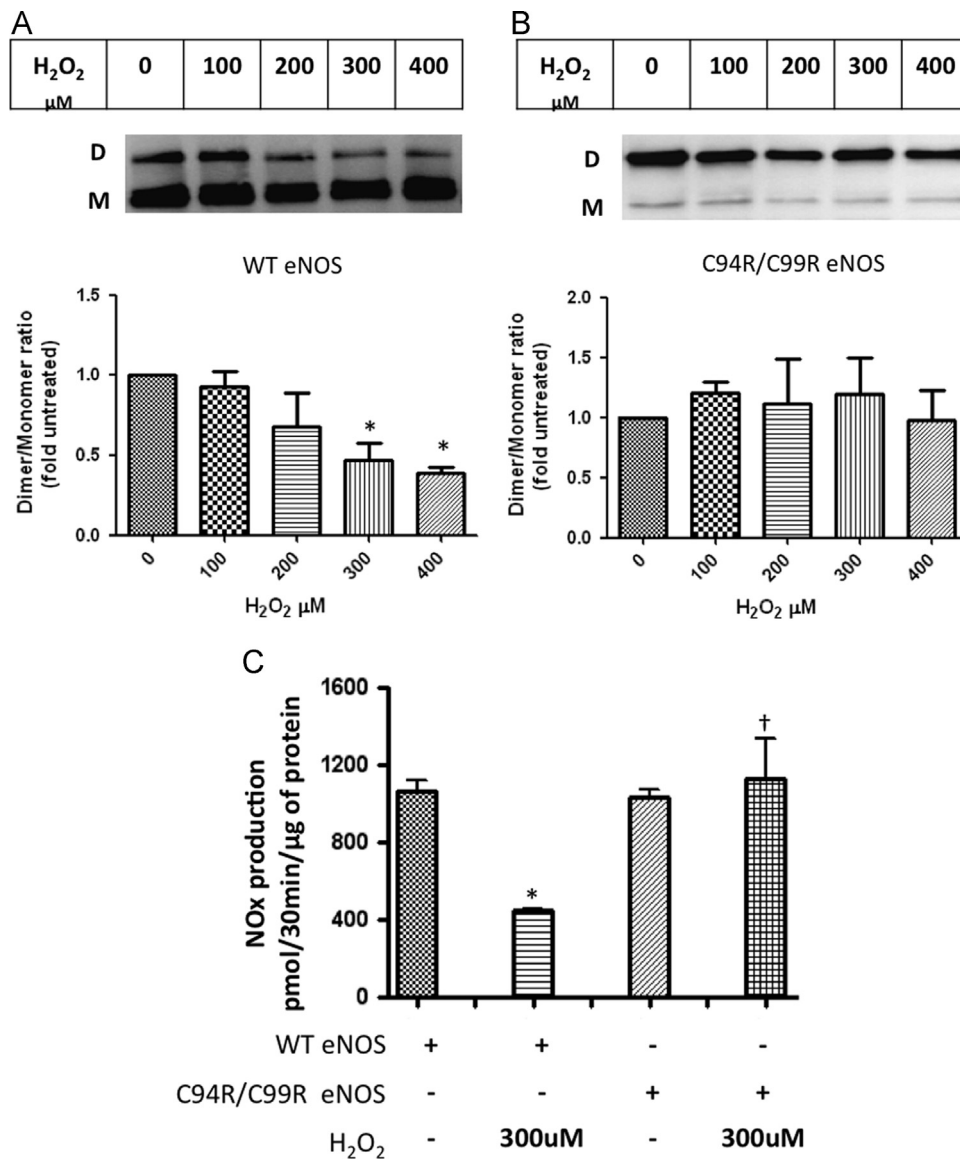 A
H₂O₂ μM 0 100 200 300 400
D
M
WT eNOS
Dimer/Monomer ratio
(fold untreated)
1.5
1.0
0.5
0.0
*
*
0 100 200 300 400
H₂O₂ μM
B
H₂O₂ μM 0 100 200 300 400
D
M
C94R/C99R eNOS
Dimer/Monomer ratio
(fold untreated)
2.0
1.5
1.0
0.5
0.0
0 100 200 300 400
H₂O₂ μM
C
NOx production
pmol/30min/μg of protein
1600
1200
800
400
0
*
†
WT eNOS + + - -
C94R/C99R eNOS - - + +
H₂O₂ - 300uM - 300uM